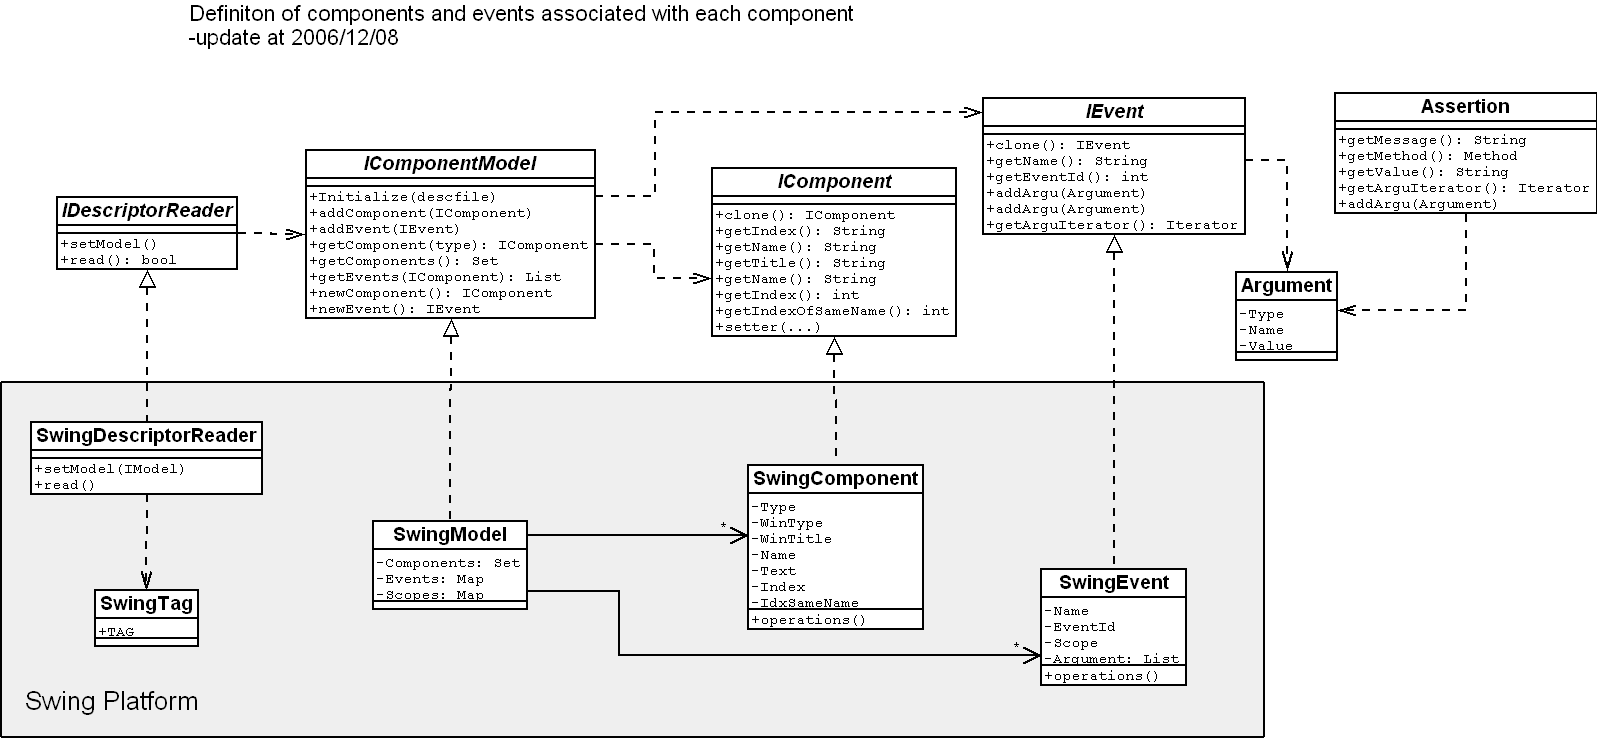 Definiton of components and events associated with each component
-update at 2006/12/08
IDescriptorReader
+setModel()
+read(): bool
IComponentModel
+Initialize(descfile)
+addComponent(IComponent)
+addEvent(IEvent)
+getComponent(type): IComponent
+getComponents(): Set
+getEvents(IComponent): List
+newComponent(): IComponent
+newEvent(): IEvent
IComponent
+clone(): IComponent
+getIndex(): String
+getName(): String
+getTitle(): String
+getName(): String
+getIndex(): int
+getIndexOfSameName(): int
+setter(...)
IEvent
+clone(): IEvent
+getName(): String
+getEventId(): int
+addArgu(Argument)
+addArgu(Argument)
+getArguIterator(): Iterator
Assertion
+getMessage(): String
+getMethod(): Method
+getValue(): String
+getArguIterator(): Iterator
+addArgu(Argument)
Argument
-Type
-Name
-Value
SwingDescriptorReader
+setModel(IModel)
+read()
SwingTag
+TAG
SwingModel
-Components: Set
-Events: Map
-Scopes: Map
*
*
SwingComponent
-Type
-WinType
-WinTitle
-Name
-Text
-Index
-IdxSameName
+operations()
SwingEvent
-Name
-EventId
-Scope
-Argument: List
+operations()
Swing Platform